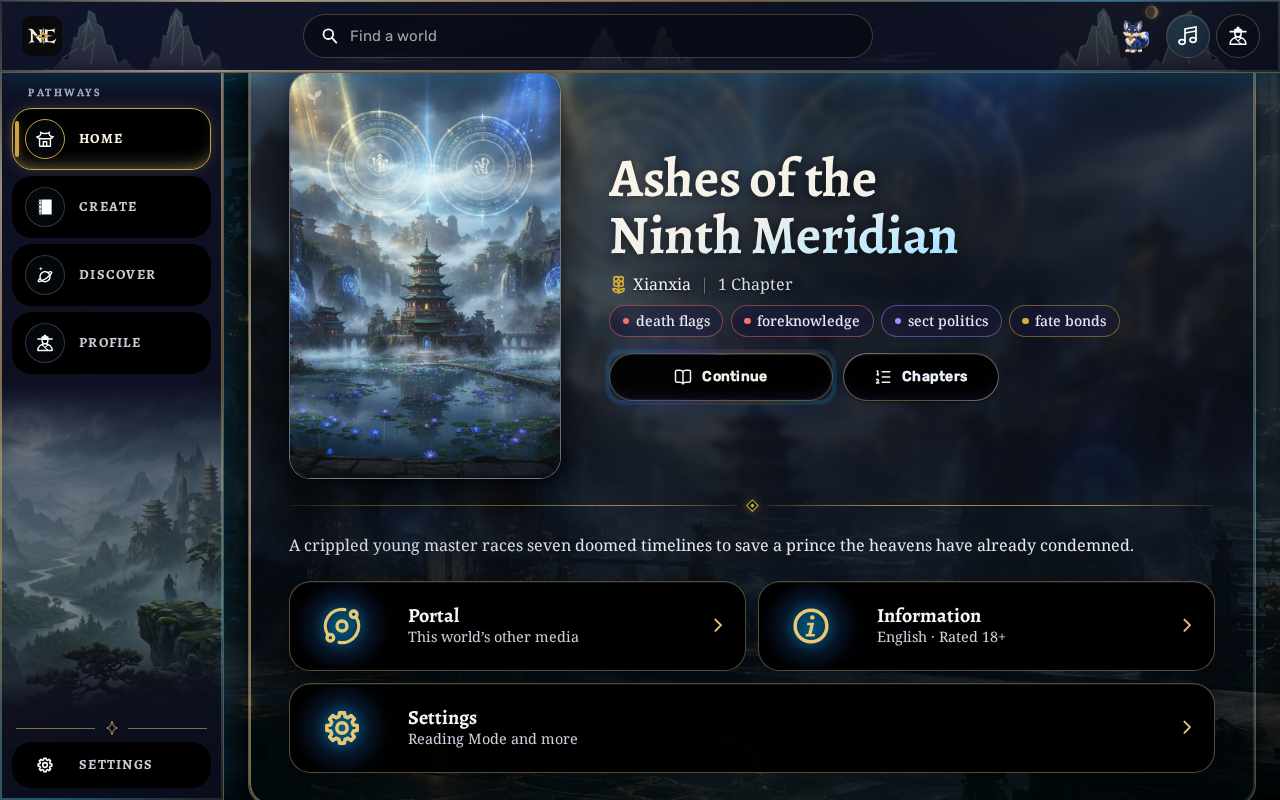 NE
Find a world
PATHWAYS
HOME
CREATE
DISCOVER
PROFILE
SETTINGS
Ashes of the
Ninth Meridian
Xianxia
1 Chapter
death flags
foreknowledge
sect politics
fate bonds
Continue
Chapters
A crippled young master races seven doomed timelines to save a prince the heavens have already condemned.
Portal
This world’s other media
Information
English · Rated 18+
Settings
Reading Mode and more